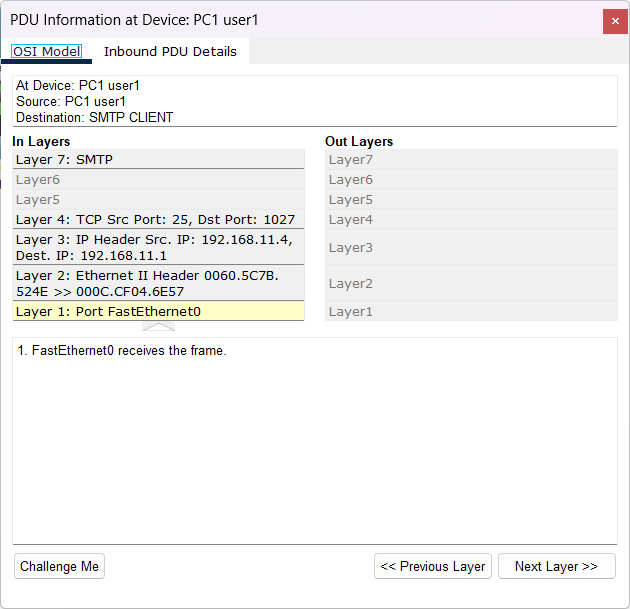 PDU Information at Device: PC1 user1
OSI Model Inbound PDU Details
At Device: PC1 user1
Source: PC1 user1
Destination: SMTP CLIENT
In Layers
Layer 7: SMTP
Layer6
Layer5
Layer 4: TCP Src Port: 25, Dst Port: 1027
Layer 3: IP Header Src. IP: 192.168.11.4,
Dest. IP: 192.168.11.1
Layer 2: Ethernet II Header 0060.5C7B.
524E >> 000C.CF04.6E57
Layer 1: Port FastEthernet0
Out Layers
Layer7
Layer6
Layer5
Layer4
Layer3
Layer2
Layer1
1. FastEthernet0 receives the frame.
Challenge Me
<< Previous Layer
Next Layer >>